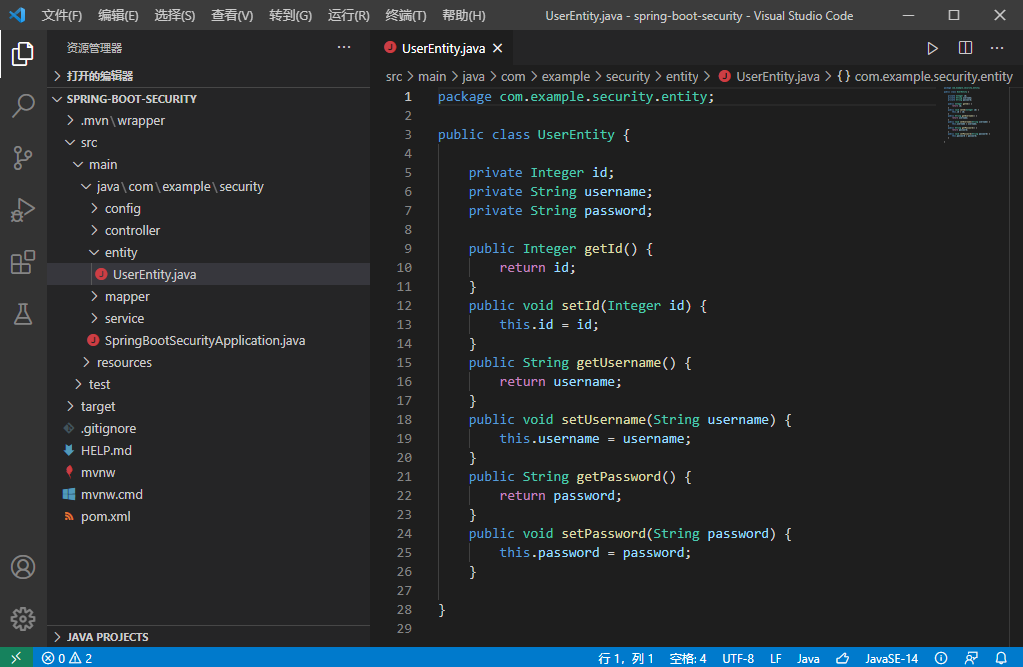 文件(F) 编辑(E) 选择(S) 查看(V) 转到(G) 运行(R) 终端(T) 帮助(H) UserEntity.java - spring-boot-security - Visual Studio Code
资源管理器
打开的编辑器
SPRING-BOOT-SECURITY
.mvn\wrapper
src
main
java\com\example\security
config
controller
entity
UserEntity.java
mapper
service
SpringBootSecurityApplication.java
resources
test
target
.gitignore
HELP.md
mvnw
mvnw.cmd
pom.xml
JAVA PROJECTS
UserEntity.java
src > main > java > com > example > security > entity > UserEntity.java > {} com.example.security.entity
1 package com.example.security.entity;
2
3 public class UserEntity {
4
5 private Integer id;
6 private String username;
7 private String password;
8
9 public Integer getId() {
10 return id;
11 }
12 public void setId(Integer id) {
13 this.id = id;
14 }
15 public String getUsername() {
16 return username;
17 }
18 public void setUsername(String username) {
19 this.username = username;
20 }
21 public String getPassword() {
22 return password;
23 }
24 public void setPassword(String password) {
25 this.password = password;
26 }
27
28 }
29
0 2 行 1，列 1 空格: 4 UTF-8 LF Java JavaSE-14